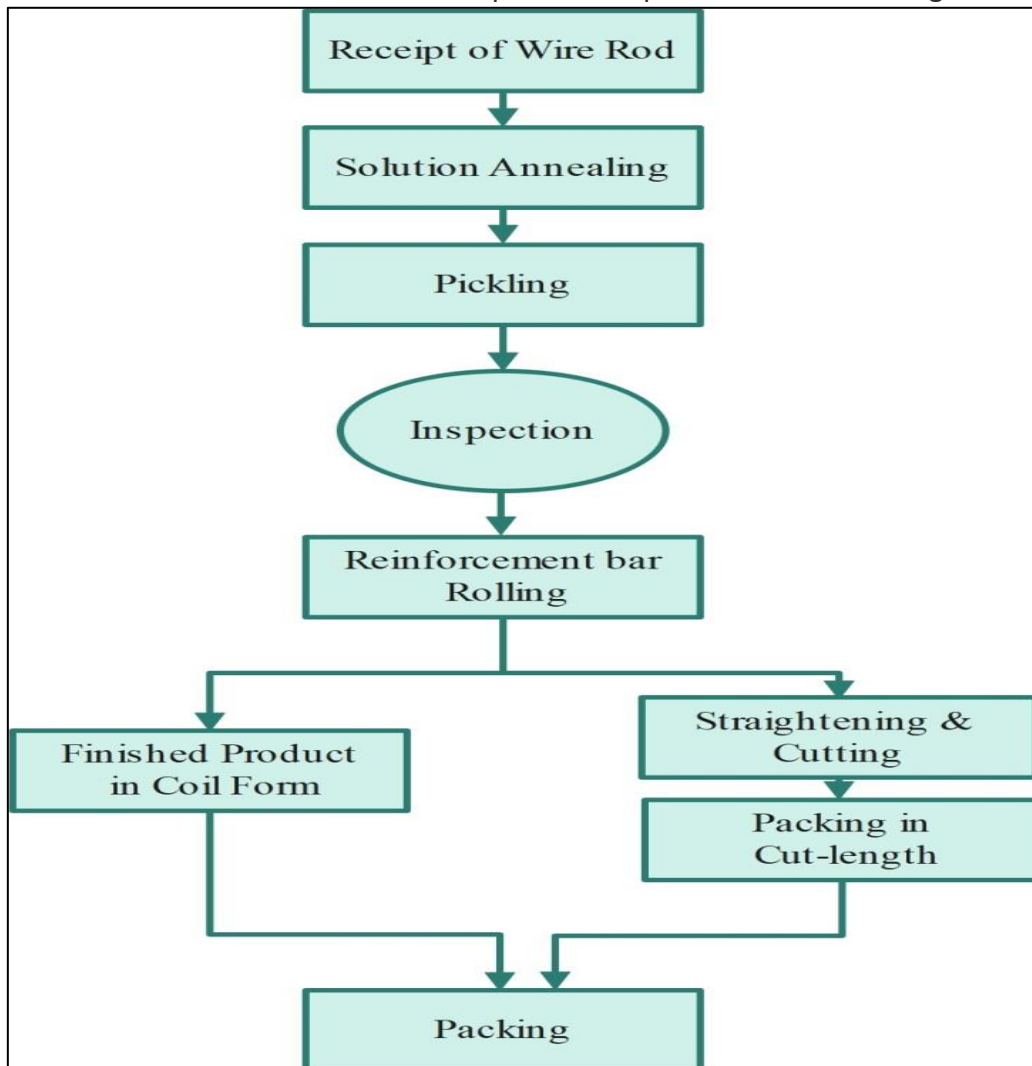 Receipt of Wire Rod
Solution Annealing
Pickling
Inspection
Reinforcement bar
Rolling
Finished Product
in Coil Form
Straightening &
Cutting
Packing in
Cut-length
Packing